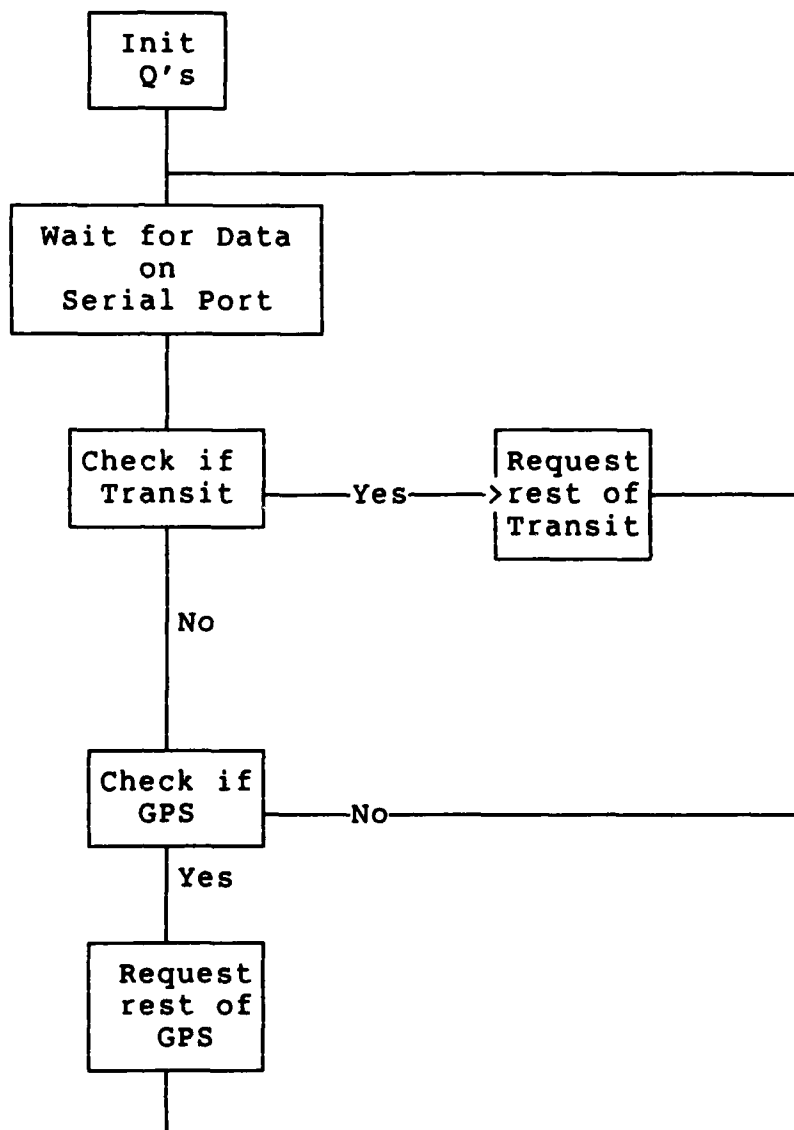 Init
Q's
Wait for Data
on
Serial Port
Check if
Transit
Yes
>
Request
rest of
Transit
No
Check if
GPS
No
Yes
Request
rest of
GPS